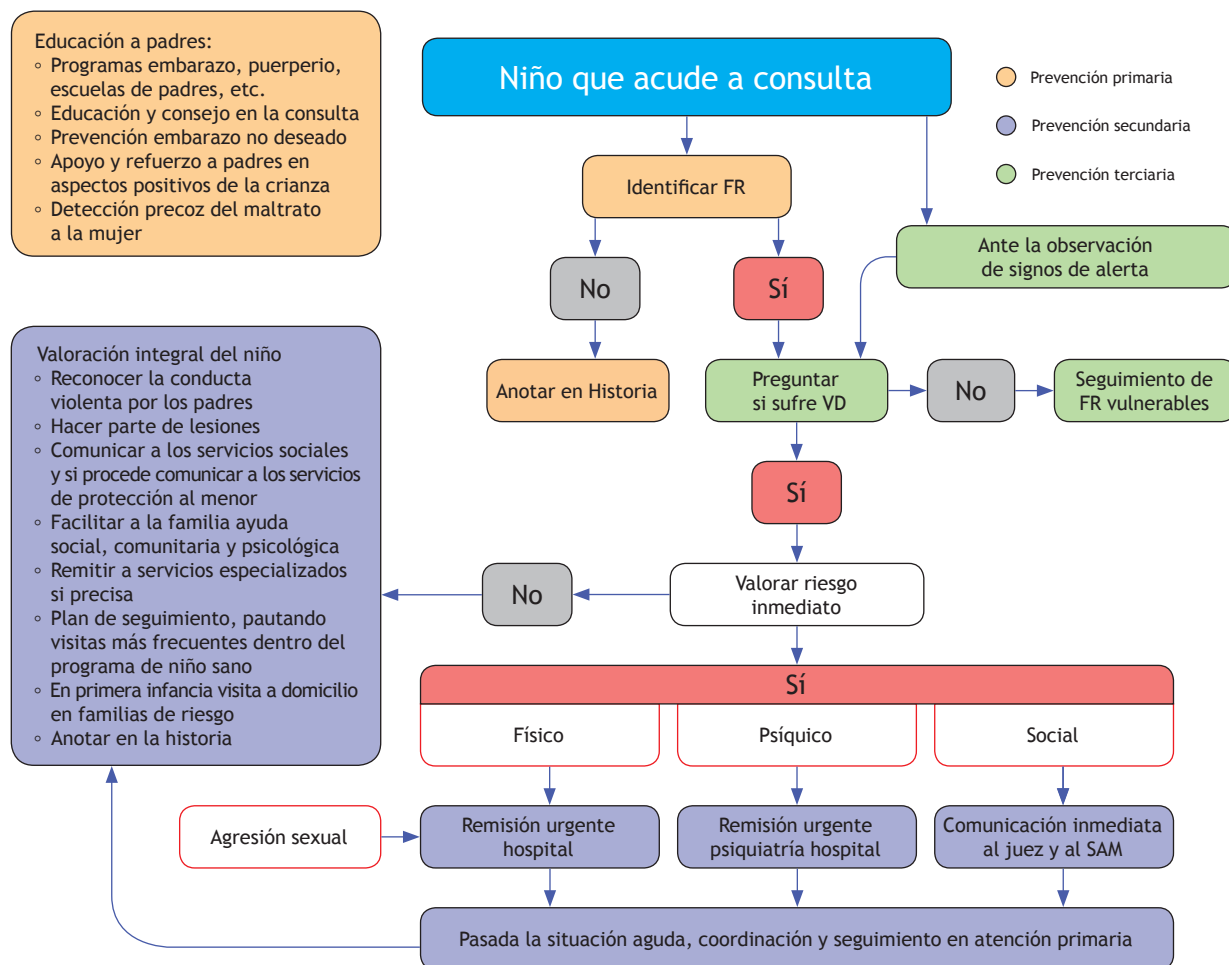 Educación a padres:
◦ Programas embarazo, puerperio,
escuelas de padres, etc.
◦ Educación y consejo en la consulta
◦ Prevención embarazo no deseado
◦ Apoyo y refuerzo a padres en
aspectos positivos de la crianza
◦ Detección precoz del maltrato
a la mujer
Niño que acude a consulta
Prevención primaria
Prevención secundaria
Prevención terciaria
Identificar FR
Ante la observación
de signos de alerta
No
Sí
Anotar en Historia
Preguntar
si sufre VD
No
Seguimiento de
FR vulnerables
Sí
Valorar riesgo
inmediato
No
Valoración integral del niño
◦ Reconocer la conducta
violenta por los padres
◦ Hacer parte de lesiones
◦ Comunicar a los servicios sociales
y si procede comunicar a los servicios
de protección al menor
◦ Facilitar a la familia ayuda
social, comunitaria y psicológica
◦ Remitir a servicios especializados
si precisa
◦ Plan de seguimiento, pautando
visitas más frecuentes dentro del
programa de niño sano
◦ En primera infancia visita a domicilio
en familias de riesgo
◦ Anotar en la historia
Sí
Físico
Psíquico
Social
Agresión sexual
Remisión urgente
hospital
Remisión urgente
psiquiatría hospital
Comunicación inmediata
al juez y al SAM
Pasada la situación aguda, coordinación y seguimiento en atención primaria